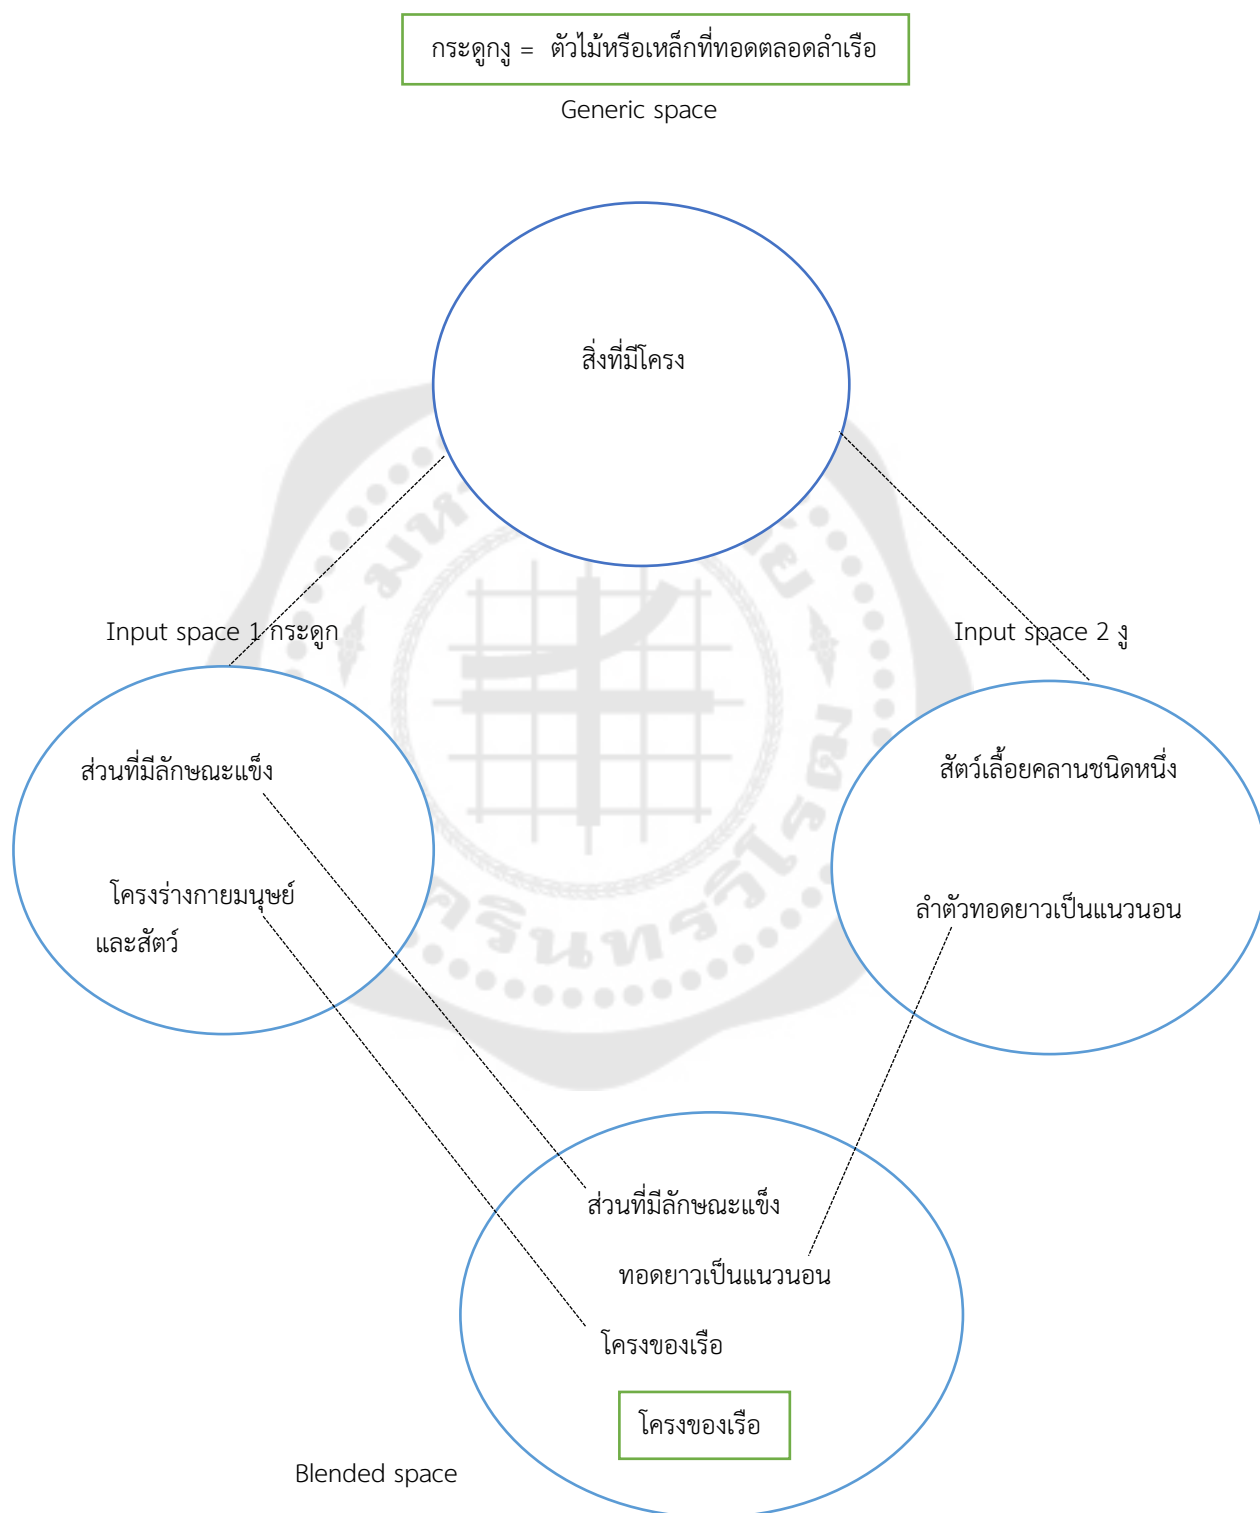 กระดูกงู = ตัวไม้หรือเหล็กที่ทอดตลอดลำเรือ
Generic space
สิ่งที่มีโครง
Input space 1 กระดูก
Input space 2 งู
ส่วนที่มีลักษณะแข็ง
สัตว์เลื้อยคลานชนิดหนึ่ง
โครงร่างกายมนุษย์
และสัตว์
ลำตัวทอดยาวเป็นแนวนอน
ส่วนที่มีลักษณะแข็ง
ทอดยาวเป็นแนวนอน
โครงของเรือ
โครงของเรือ
Blended space